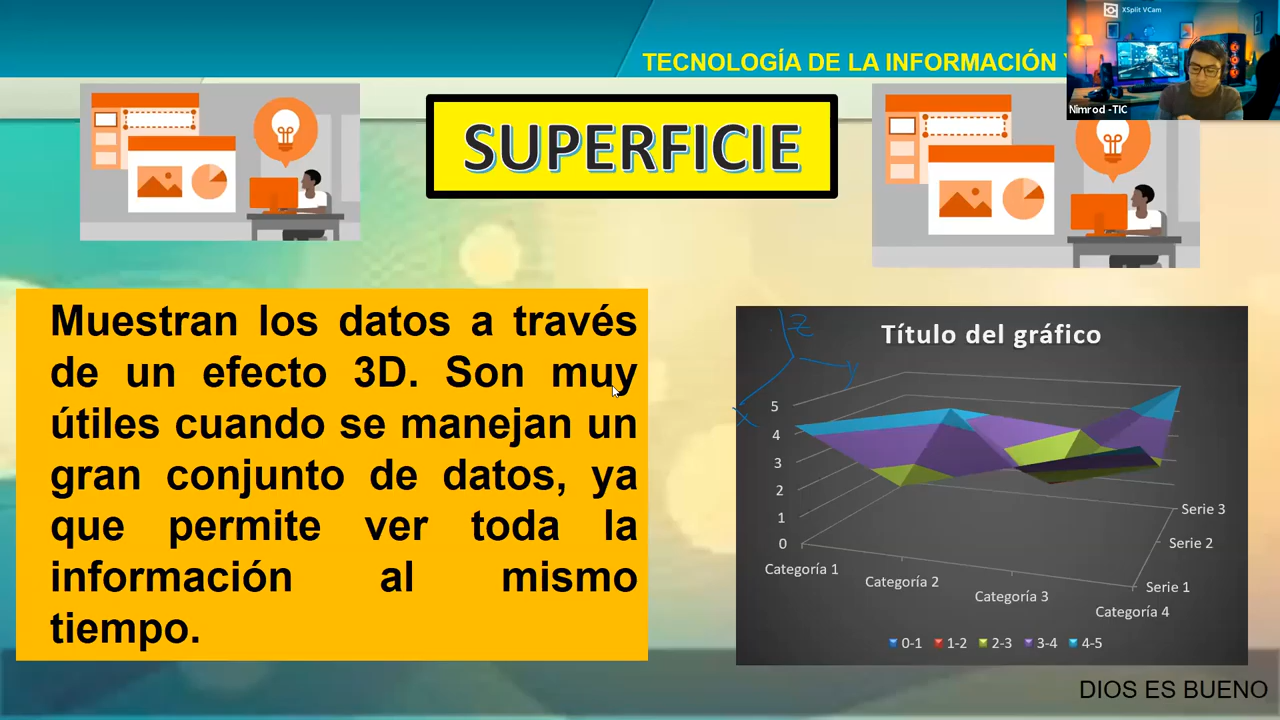 XSplit VCam
TECNOLOGÍA DE LA INFORMACIÓN
Nimrod -TIC
SUPERFICIE
Muestran los datos a través
de un efecto 3D. Son muy
útiles cuando se manejan un
gran conjunto de datos, ya
que permite ver toda la
información al mismo
tiempo.
Título del gráfico
z
y
x
5
4
3
2
1
0
Serie 3
Serie 2
Serie 1
Categoría 1
Categoría 2
Categoría 3
Categoría 4
0-1 1-2 2-3 3-4 4-5
DIOS ES BUENO